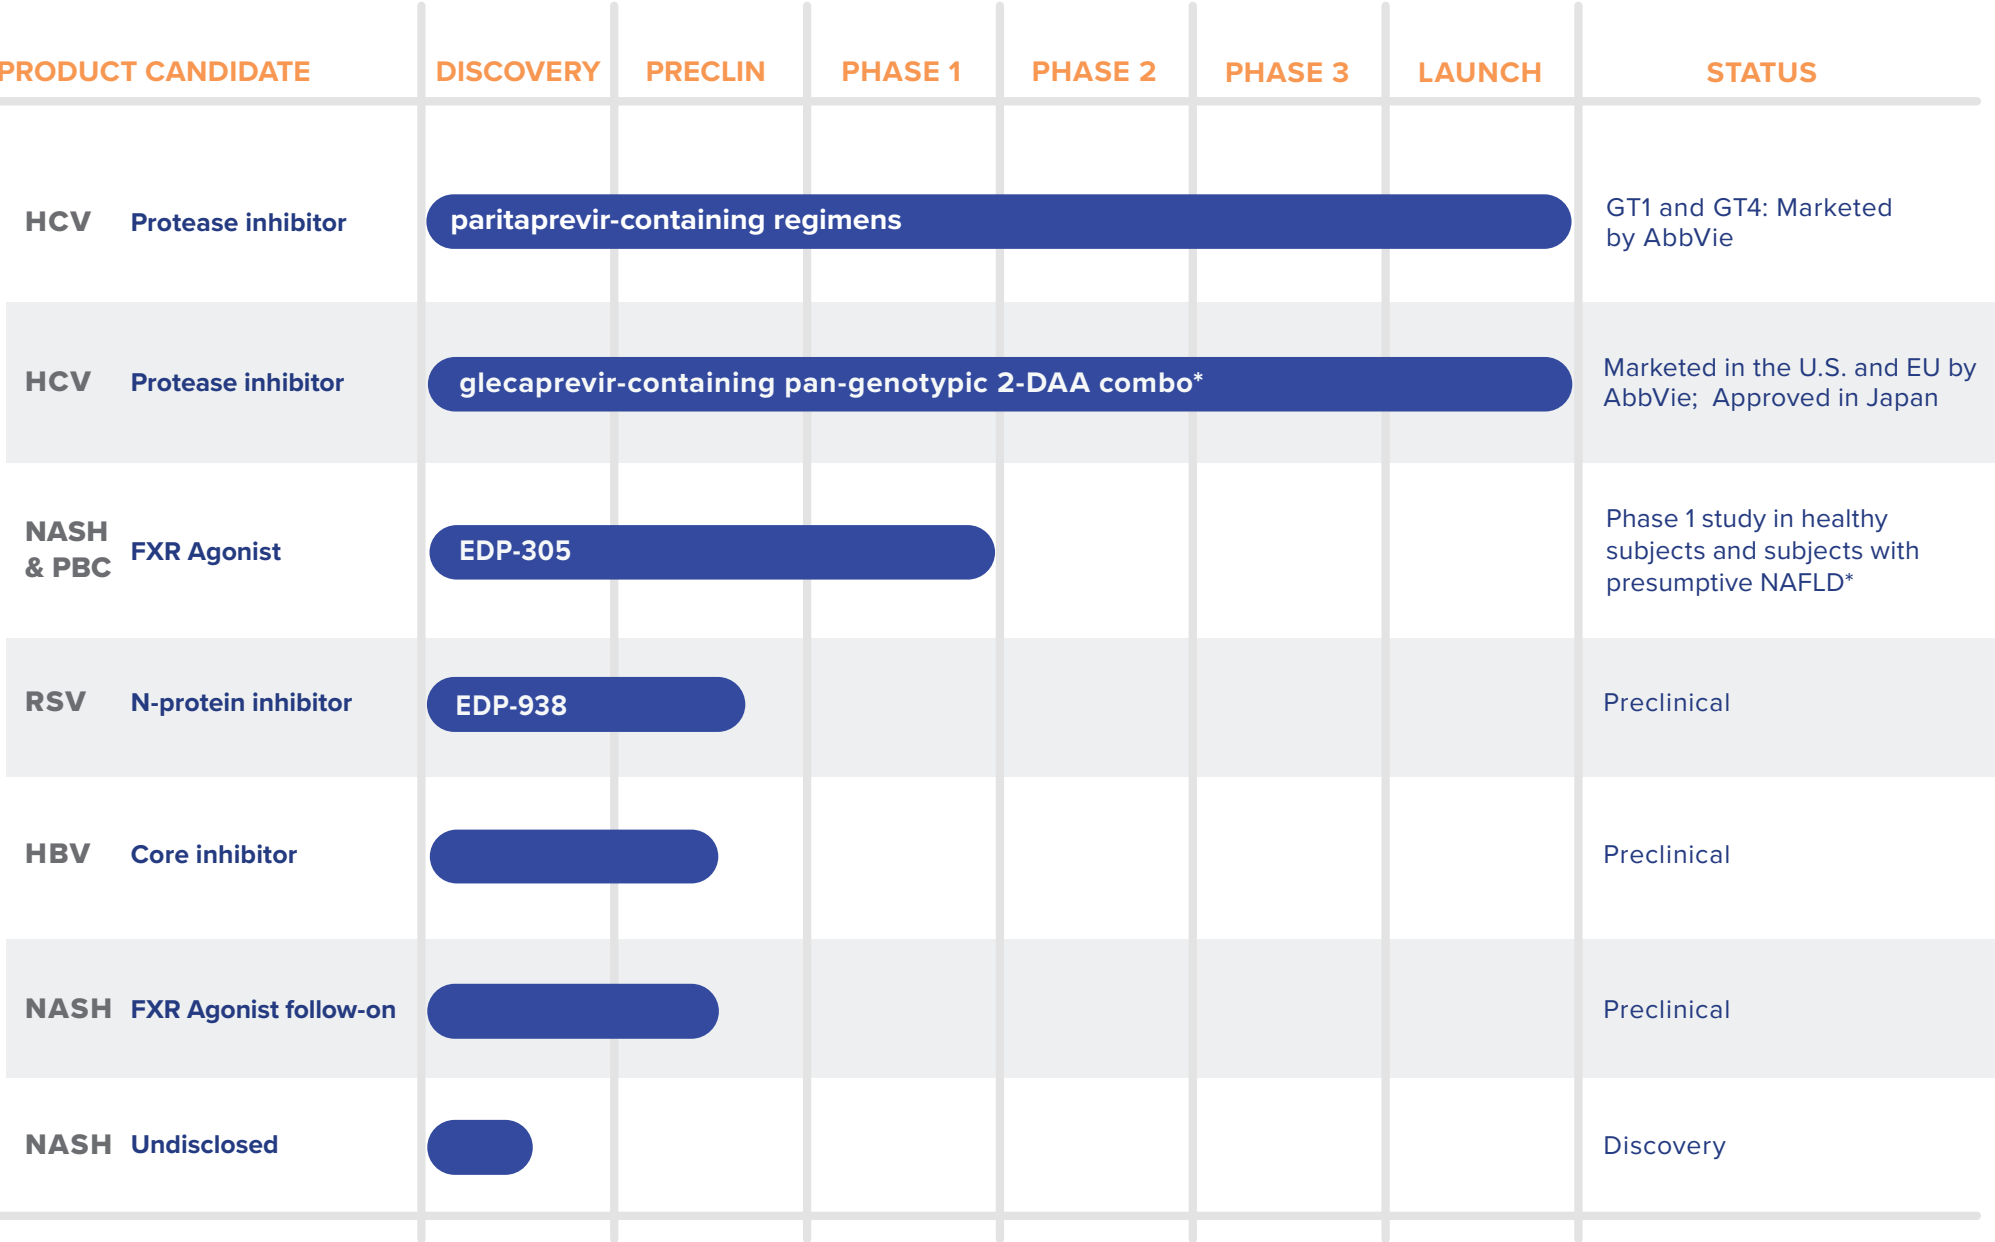 PRODUCT CANDIDATE DISCOVERY PRECLIN PHASE 1 PHASE 2 PHASE 3 LAUNCH STATUS
HCV Protease inhibitor paritaprevir-containing regimens GT1 and GT4: Marketed
by AbbVie
HCV Protease inhibitor glecaprevir-containing pan-genotypic 2-DAA combo* Marketed in the U.S. and EU by
AbbVie; Approved in Japan
NASH
& PBC
FXR Agonist
EDP-305
Phase 1 study in healthy
subjects and subjects with
presumptive NAFLD*
RSV N-protein inhibitor EDP-938 Preclinical
HBV Core inhibitor Preclinical
NASH FXR Agonist follow-on Preclinical
NASH Undisclosed Discovery